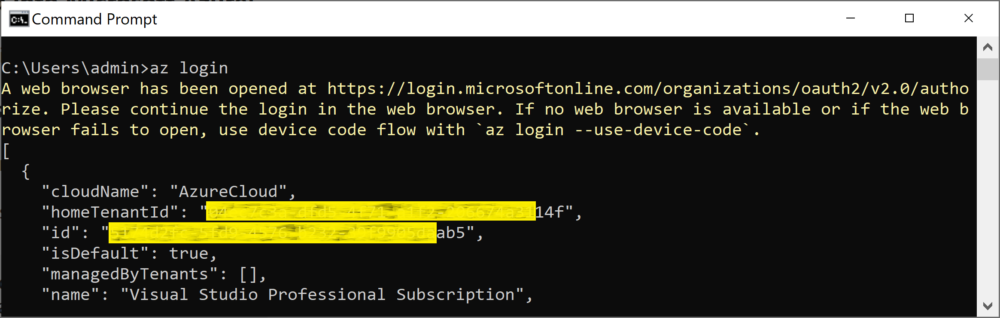 Command Prompt
C:\Users\admin>az login
A web browser has been opened at https://login.microsoftonline.com/organizations/oauth2/v2.0/autho
rize. Please continue the login in the web browser. If no web browser is available or if the web b
rowser fails to open, use device code flow with `az login --use-device-code`.
[
{
"cloudName": "AzureCloud",
"homeTenantId": "14f",
"id": "ab5",
"isDefault": true,
"managedByTenants": [],
"name": "Visual Studio Professional Subscription",